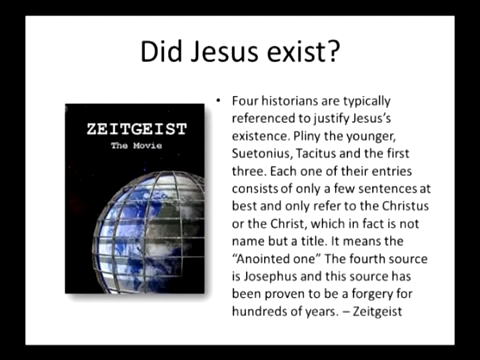 Did Jesus exist?
ZEITGEIST
The Movie
• Four historians are typically
referenced to justify Jesus's
existence. Pliny the younger,
Suetonius, Tacitus and the first
three. Each one of their entries
consists of only a few sentences at
best and only refer to the Christus
or the Christ, which in fact is not
name but a title. It means the
"Anointed one" The fourth source
is Josephus and this source has
been proven to be a forgery for
hundreds of years. – Zeitgeist